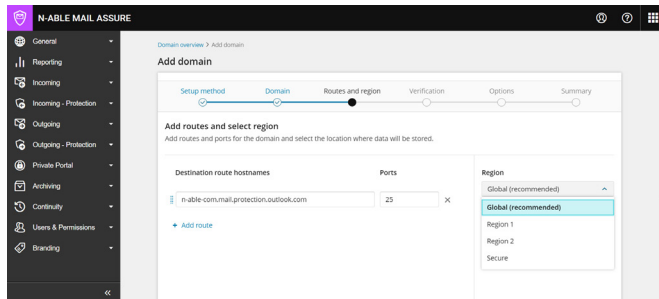 N-ABLE MAIL ASSURE
General
Reporting
Incoming
Incoming - Protection
Outgoing
Outgoing - Protection
Private Portal
Archiving
Continuity
Users & Permissions
Branding
«
Domain overview > Add domain
Add domain
Setup method Domain Routes and region Verification Options Summary
Add routes and select region
Add routes and ports for the domain and select the location where data will be stored.
Destination route hostnames Ports Region
n-able-com.mail.protection.outlook.com 25 Global (recommended)
+ Add route
Global (recommended)
Region 1
Region 2
Secure